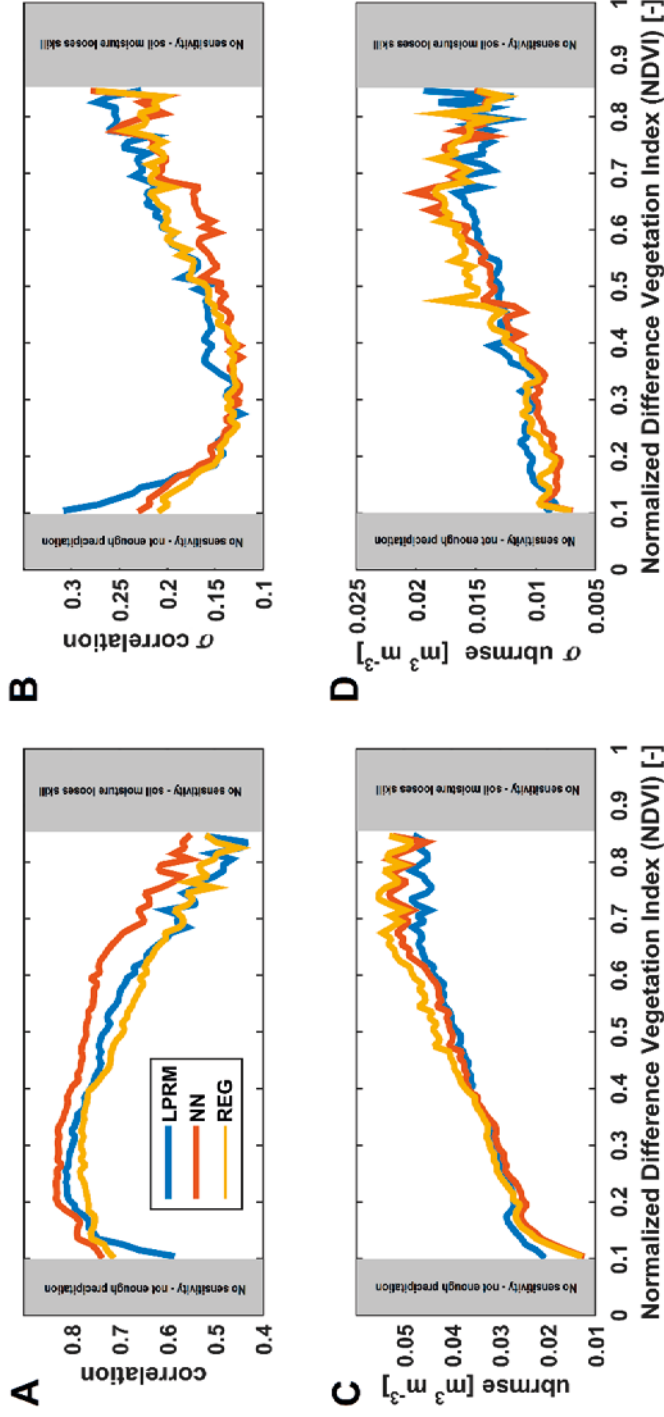 A
correlation
0.8
0.7
0.6
0.5
0.4
No sensitivity - not enough precipitation
No sensitivity - soil moisture looses skill
LPRM
NN
REG
B
σ correlation
0.3
0.25
0.2
0.15
0.1
No sensitivity - not enough precipitation
No sensitivity - soil moisture looses skill
C
ubrmse [m³ m⁻³]
0.05
0.04
0.03
0.02
0.01
No sensitivity - not enough precipitation
No sensitivity - soil moisture looses skill
0 0.1 0.2 0.3 0.4 0.5 0.6 0.7 0.8 0.9 1
Normalized Difference Vegetation Index (NDVI) [-]
D
σ ubrmse [m³ m⁻³]
0.025
0.02
0.015
0.01
0.005
No sensitivity - not enough precipitation
No sensitivity - soil moisture looses skill
0 0.1 0.2 0.3 0.4 0.5 0.6 0.7 0.8 0.9 1
Normalized Difference Vegetation Index (NDVI) [-]